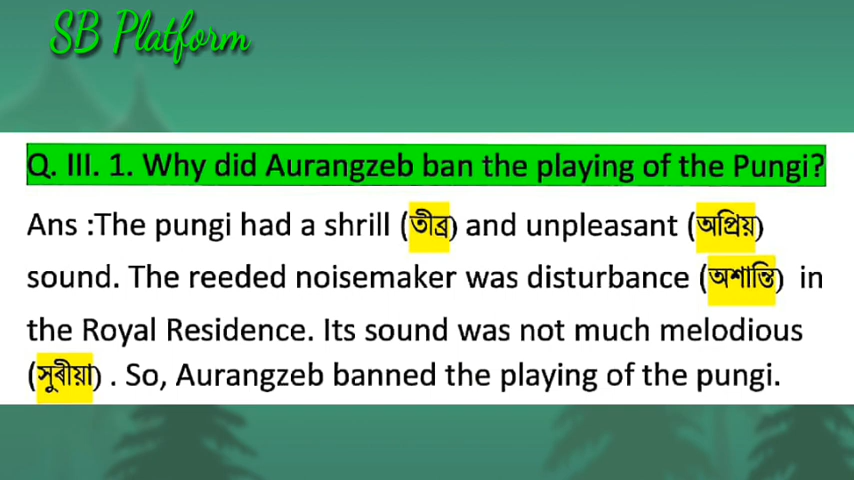 SB Platform
Q. III. 1. Why did Aurangzeb ban the playing of the Pungi?
Ans :The pungi had a shrill (তীব্ৰ) and unpleasant (অপ্ৰিয়)
sound. The reeded noisemaker was disturbance (অশান্তি) in
the Royal Residence. Its sound was not much melodious
(সুৰীয়া) . So, Aurangzeb banned the playing of the pungi.